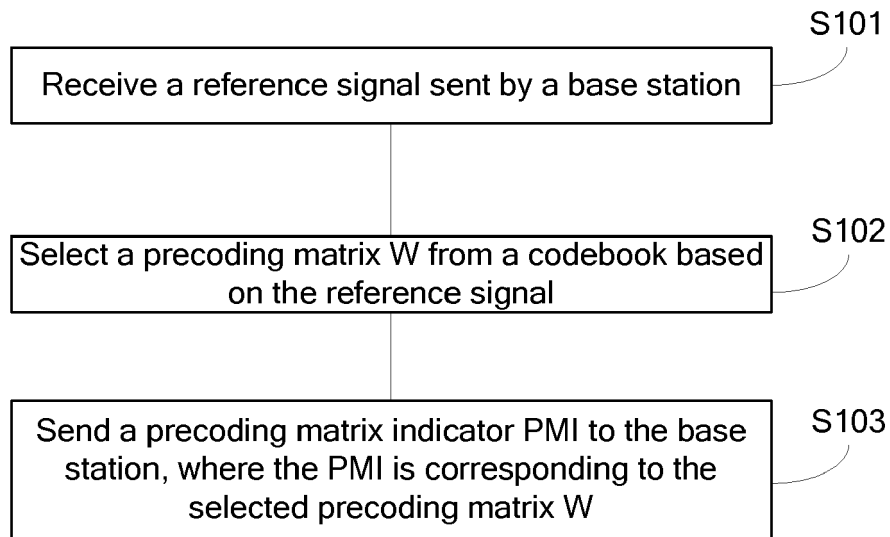 S101
Receive a reference signal sent by a base station
S102
Select a precoding matrix W from a codebook based
on the reference signal
S103
Send a precoding matrix indicator PMI to the base
station, where the PMI is corresponding to the
selected precoding matrix W